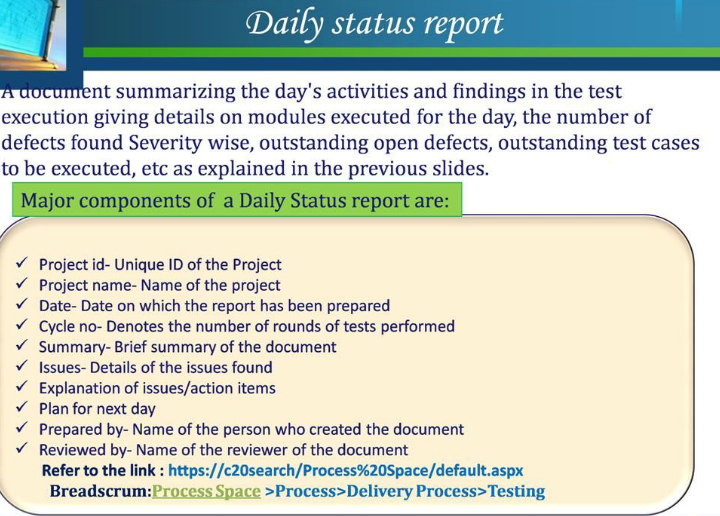 Daily status report
A document summarizing the day's activities and findings in the test
execution giving details on modules executed for the day, the number of
defects found Severity wise, outstanding open defects, outstanding test cases
to be executed, etc as explained in the previous slides.
Major components of a Daily Status report are:
✓ Project id- Unique ID of the Project
✓ Project name- Name of the project
✓ Date- Date on which the report has been prepared
✓ Cycle no- Denotes the number of rounds of tests performed
✓ Summary- Brief summary of the document
✓ Issues- Details of the issues found
✓ Explanation of issues/action items
✓ Plan for next day
✓ Prepared by- Name of the person who created the document
✓ Reviewed by- Name of the reviewer of the document
Refer to the link : https://c20search/Process%20Space/default.aspx
Breadscrum:Process Space >Process>Delivery Process>Testing